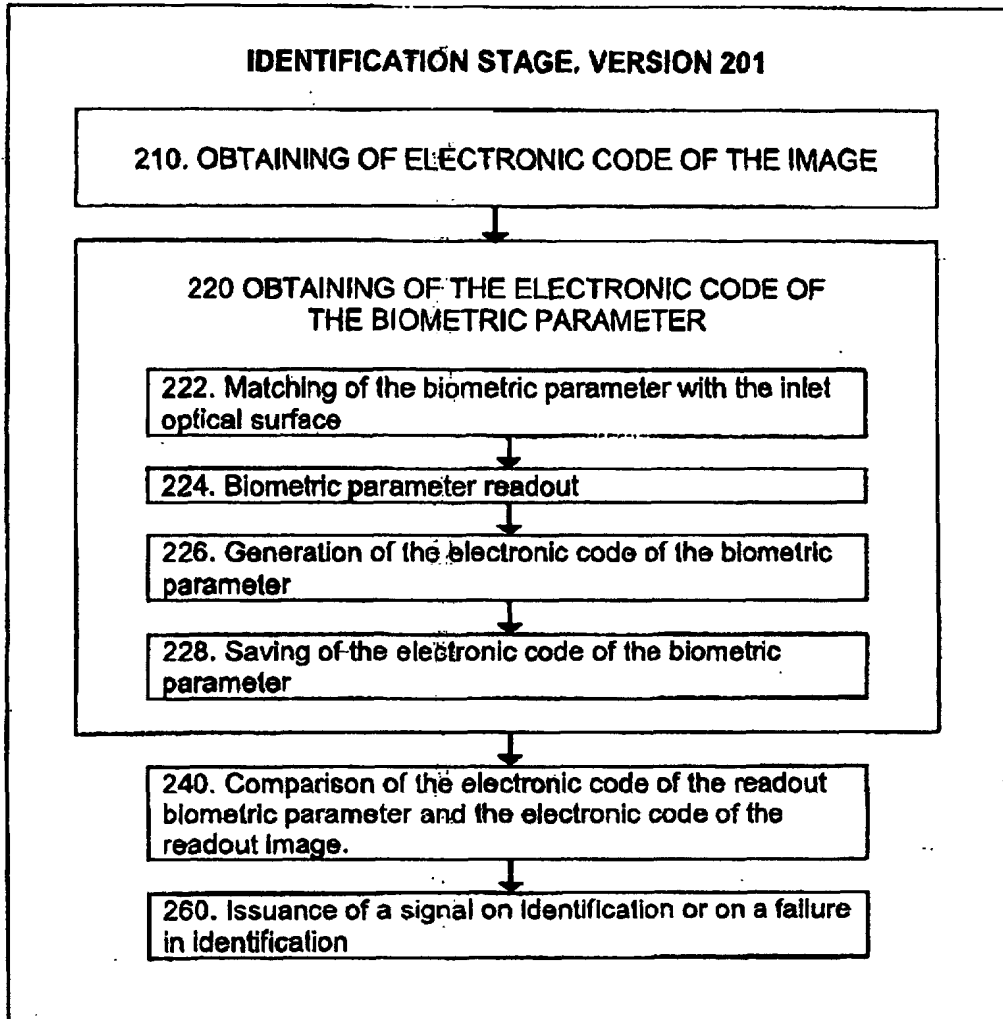 IDENTIFICATION STAGE. VERSION 201
210. OBTAINING OF ELECTRONIC CODE OF THE IMAGE
220 OBTAINING OF THE ELECTRONIC CODE OF
THE BIOMETRIC PARAMETER
222. Matching of the biometric parameter with the inlet
optical surface
224. Biometric parameter readout
226. Generation of the electronic code of the biometric
parameter
228. Saving of the electronic code of the biometric
parameter
240. Comparison of the electronic code of the readout
biometric parameter and the electronic code of the
readout image.
260. Issuance of a signal on identification or on a failure
in identification